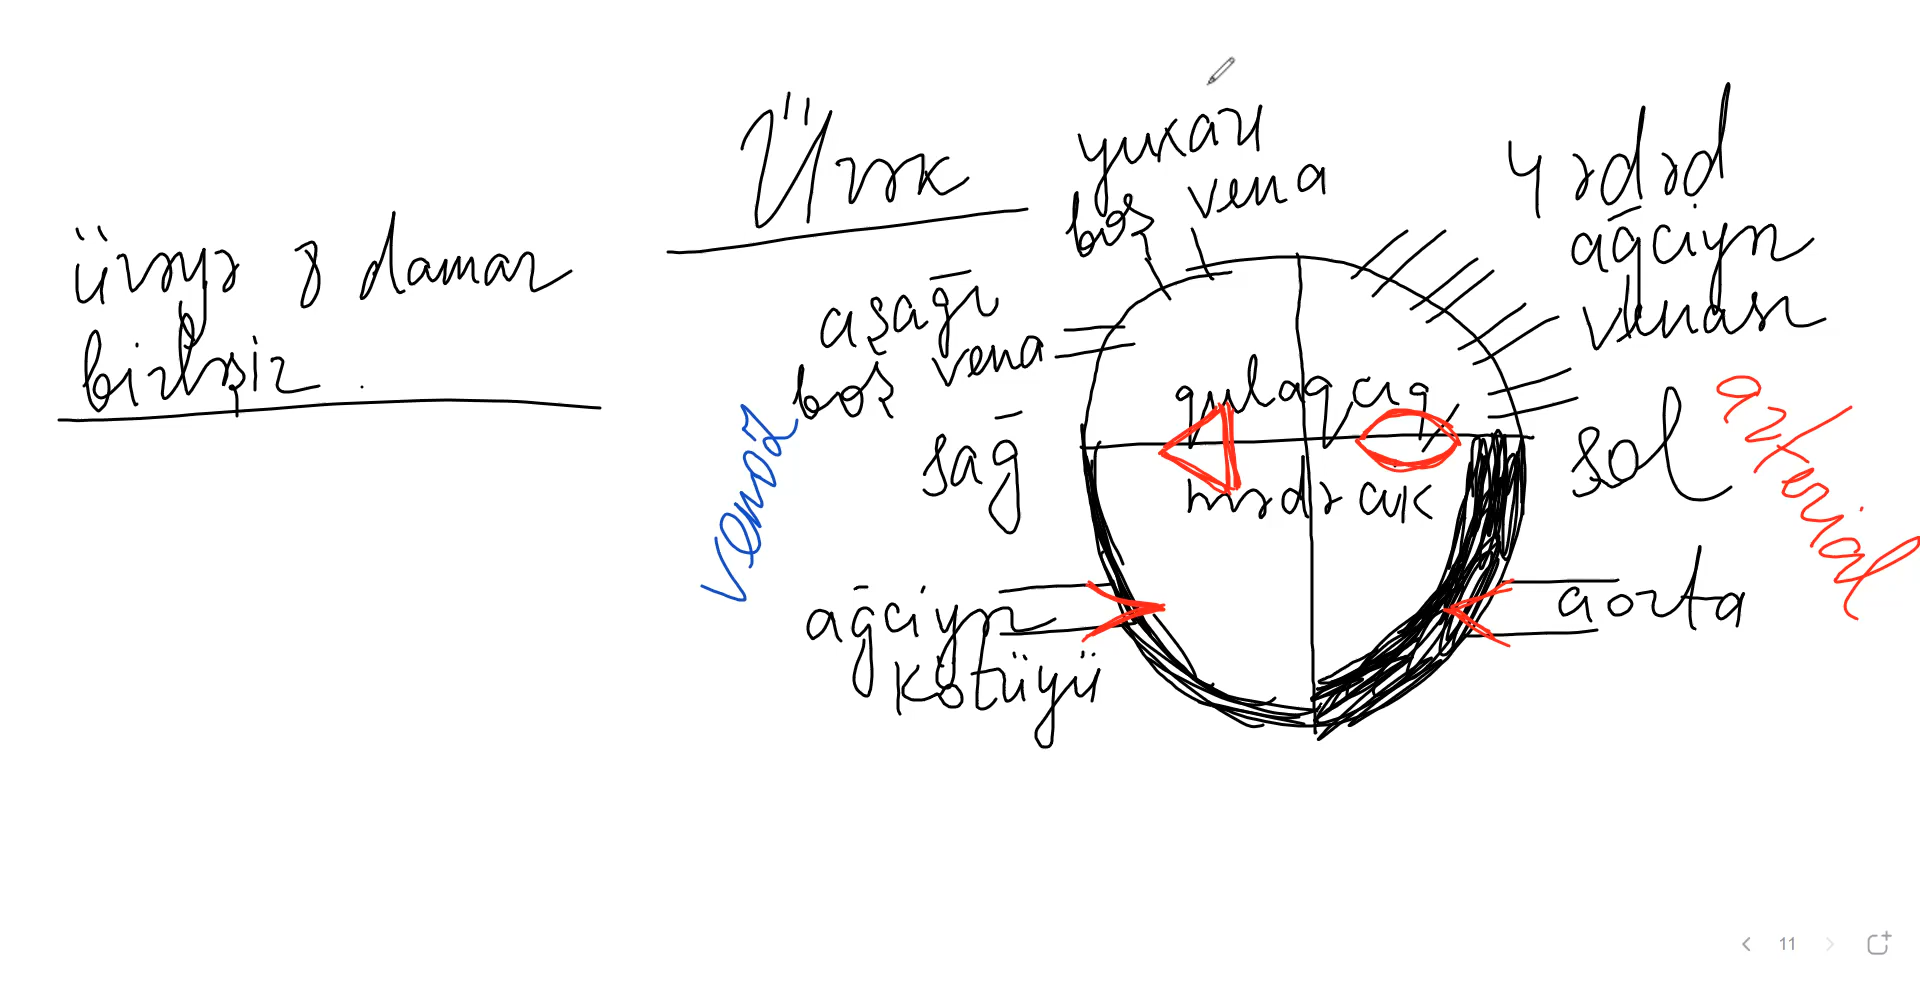 Ürək
ürəyə 8 damar
birləşir.
yuxarı
boş vena
4 ədəd
ağciyər
venası
aşağı
boş vena
qulaqcıq
venoz
sağ
sol
arterial
mədəcik
ağciyər
kötüyü
aorta
11